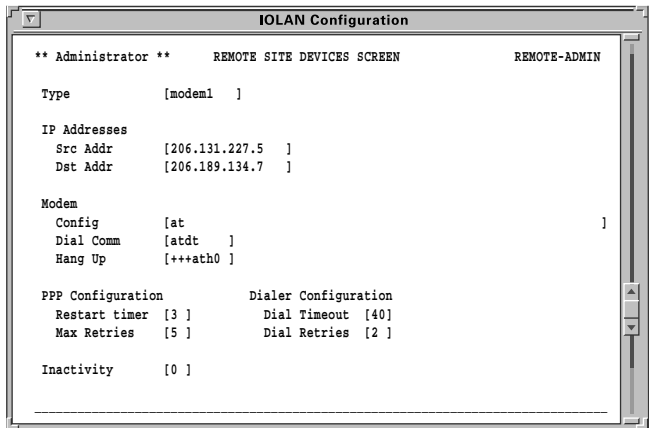 IOLAN Configuration
** Administrator ** REMOTE SITE DEVICES SCREEN REMOTE-ADMIN
Type [modem1 ]
IP Addresses
Src Addr [206.131.227.5 ]
Dst Addr [206.189.134.7 ]
Modem
Config [at ]
Dial Comm [atdt ]
Hang Up [+++ath0 ]
PPP Configuration Dialer Configuration
Restart timer [3 ] Dial Timeout [40]
Max Retries [5 ] Dial Retries [2 ]
Inactivity [0 ]